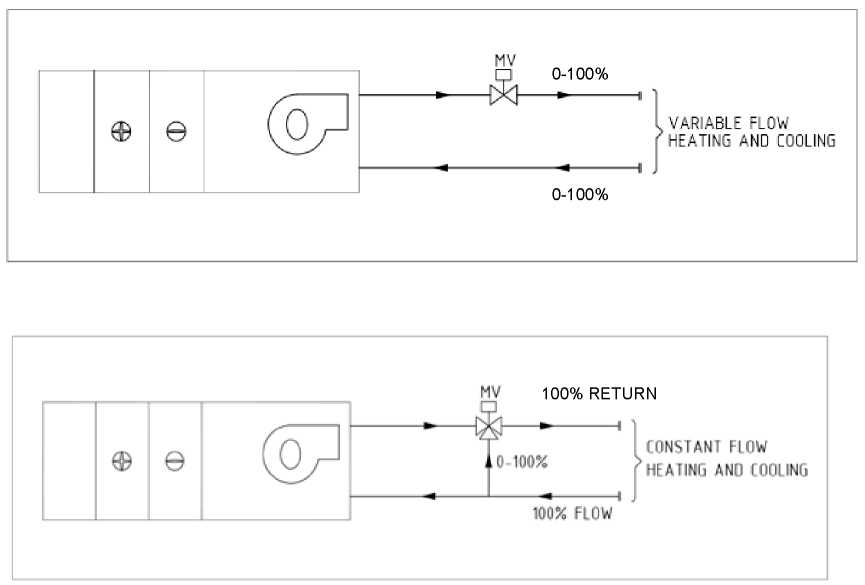 MV
0-100%
VARIABLE FLOW
HEATING AND COOLING
0-100%
MV
100% RETURN
CONSTANT FLOW
0-100%
HEATING AND COOLING
100% FLOW